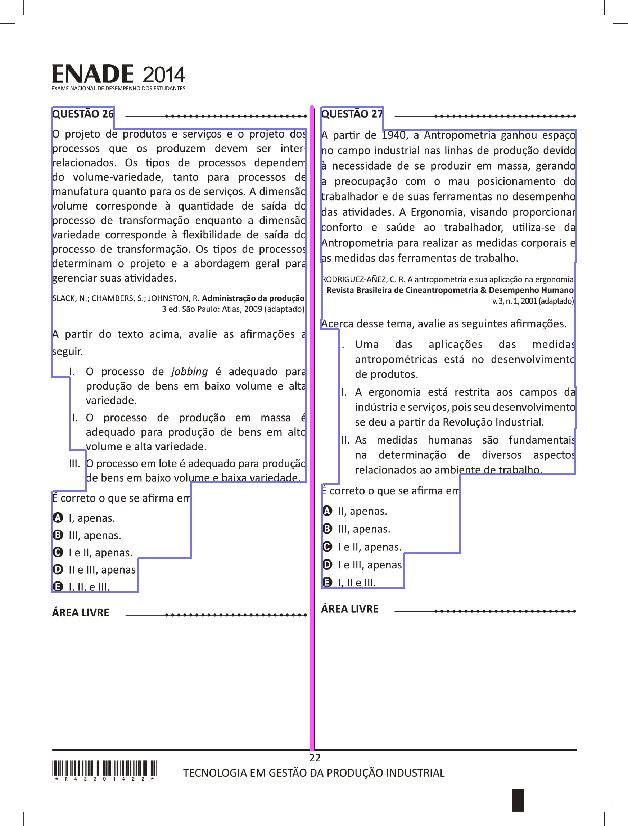 ENADE 2014
EXAME NACIONAL DE DESEMPENHO DOS ESTUDANTES
QUESTÃO 26
O projeto de produtos e serviços e o projeto dos
processos que os produzem devem ser inter-
relacionados. Os tipos de processos dependem
do volume-variedade, tanto para processos de
manufatura quanto para os de serviços. A dimensão
volume corresponde à quantidade de saída do
processo de transformação enquanto a dimensão
variedade corresponde à flexibilidade de saída do
processo de transformação. Os tipos de processos
determinam o projeto e a abordagem geral para
gerenciar suas atividades.
SLACK, N.; CHAMBERS, S.; JOHNSTON, R. Administração da produção
3 ed. São Paulo: Atlas, 2009 (adaptado)
A partir do texto acima, avalie as afirmações a
seguir.
I. O processo de jobbing é adequado para
produção de bens em baixo volume e alta
variedade.
I. O processo de produção em massa é
adequado para produção de bens em alto
volume e alta variedade.
III. O processo em lote é adequado para produção
de bens em baixo volume e baixa variedade.
É correto o que se afirma em
A I, apenas.
B III, apenas.
C I e II, apenas.
D II e III, apenas
E I, II, e III.
ÁREA LIVRE
QUESTÃO 27
A partir de 1940, a Antropometria ganhou espaço
no campo industrial nas linhas de produção devido
à necessidade de se produzir em massa, gerando
a preocupação com o mau posicionamento do
trabalhador e de suas ferramentas no desempenho
das atividades. A Ergonomia, visando proporcionar
conforto e saúde ao trabalhador, utiliza-se da
Antropometria para realizar as medidas corporais e
as medidas das ferramentas de trabalho.
RODRIGUEZ-AÑEZ, C. R. A antropometria e sua aplicação na ergonomia
Revista Brasileira de Cineantropometria & Desempenho Humano
v.3, n.1, 2001 (adaptado)
Acerca desse tema, avalie as seguintes afirmações.
. Uma das aplicações das medidas
antropométricas está no desenvolvimento
de produtos.
I. A ergonomia está restrita aos campos da
indústria e serviços, pois seu desenvolvimento
se deu a partir da Revolução Industrial.
II. As medidas humanas são fundamentais
na determinação de diversos aspectos
relacionados ao ambiente de trabalho.
É correto o que se afirma em
A II, apenas.
B III, apenas.
C I e II, apenas.
D I e III, apenas
E I, II e III.
ÁREA LIVRE
22
TECNOLOGIA EM GESTÃO DA PRODUÇÃO INDUSTRIAL
*R4220142​2*